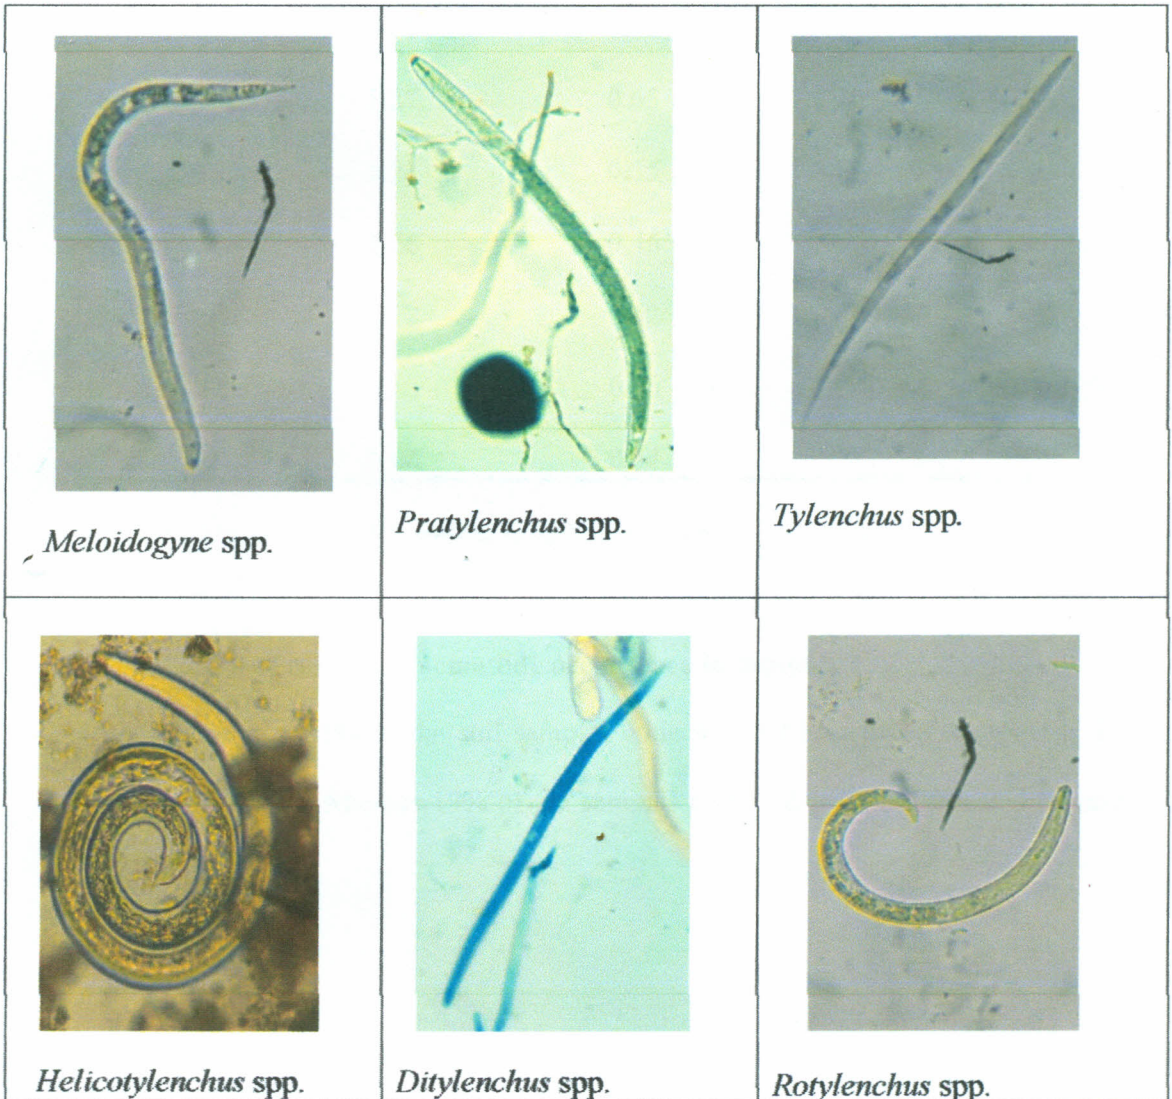 Meloidogyne spp.
Pratylenchus spp.
Tylenchus spp.
Helicotylenchus spp.
Ditylenchus spp.
Rotylenchus spp.